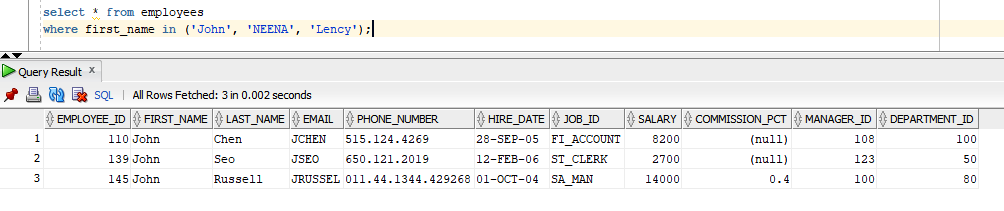 select * from employees
where first_name in ('John', 'NEENA', 'Lency');
Query Result x
SQL | All Rows Fetched: 3 in 0.002 seconds
EMPLOYEE_ID FIRST_NAME LAST_NAME EMAIL PHONE_NUMBER HIRE_DATE JOB_ID SALARY COMMISSION_PCT MANAGER_ID DEPARTMENT_ID
1 110 John Chen JCHEN 515.124.4269 28-SEP-05 FI_ACCOUNT 8200 (null) 108 100
2 139 John Seo JSEO 650.121.2019 12-FEB-06 ST_CLERK 2700 (null) 123 50
3 145 John Russell JRUSSEL 011.44.1344.429268 01-OCT-04 SA_MAN 14000 0.4 100 80